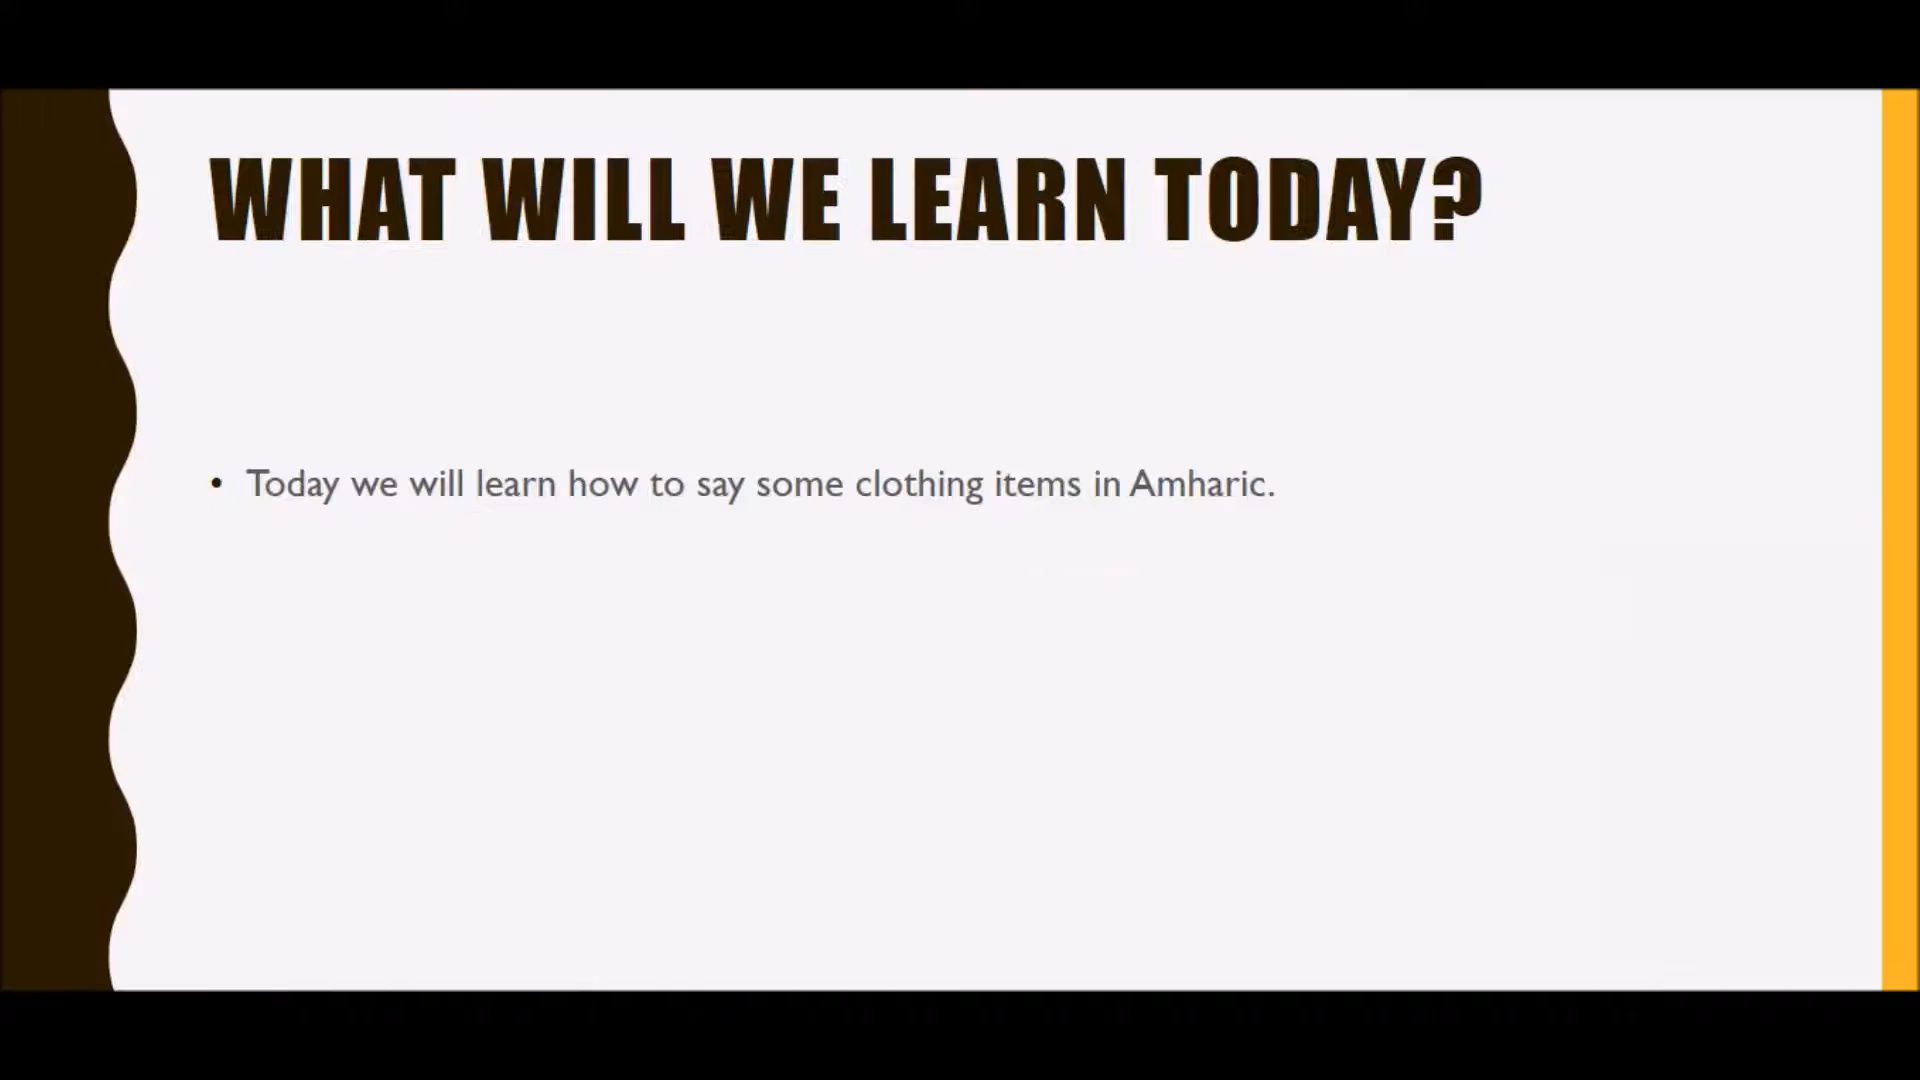 WHAT WILL WE LEARN TODAY?
• Today we will learn how to say some clothing items in Amharic.